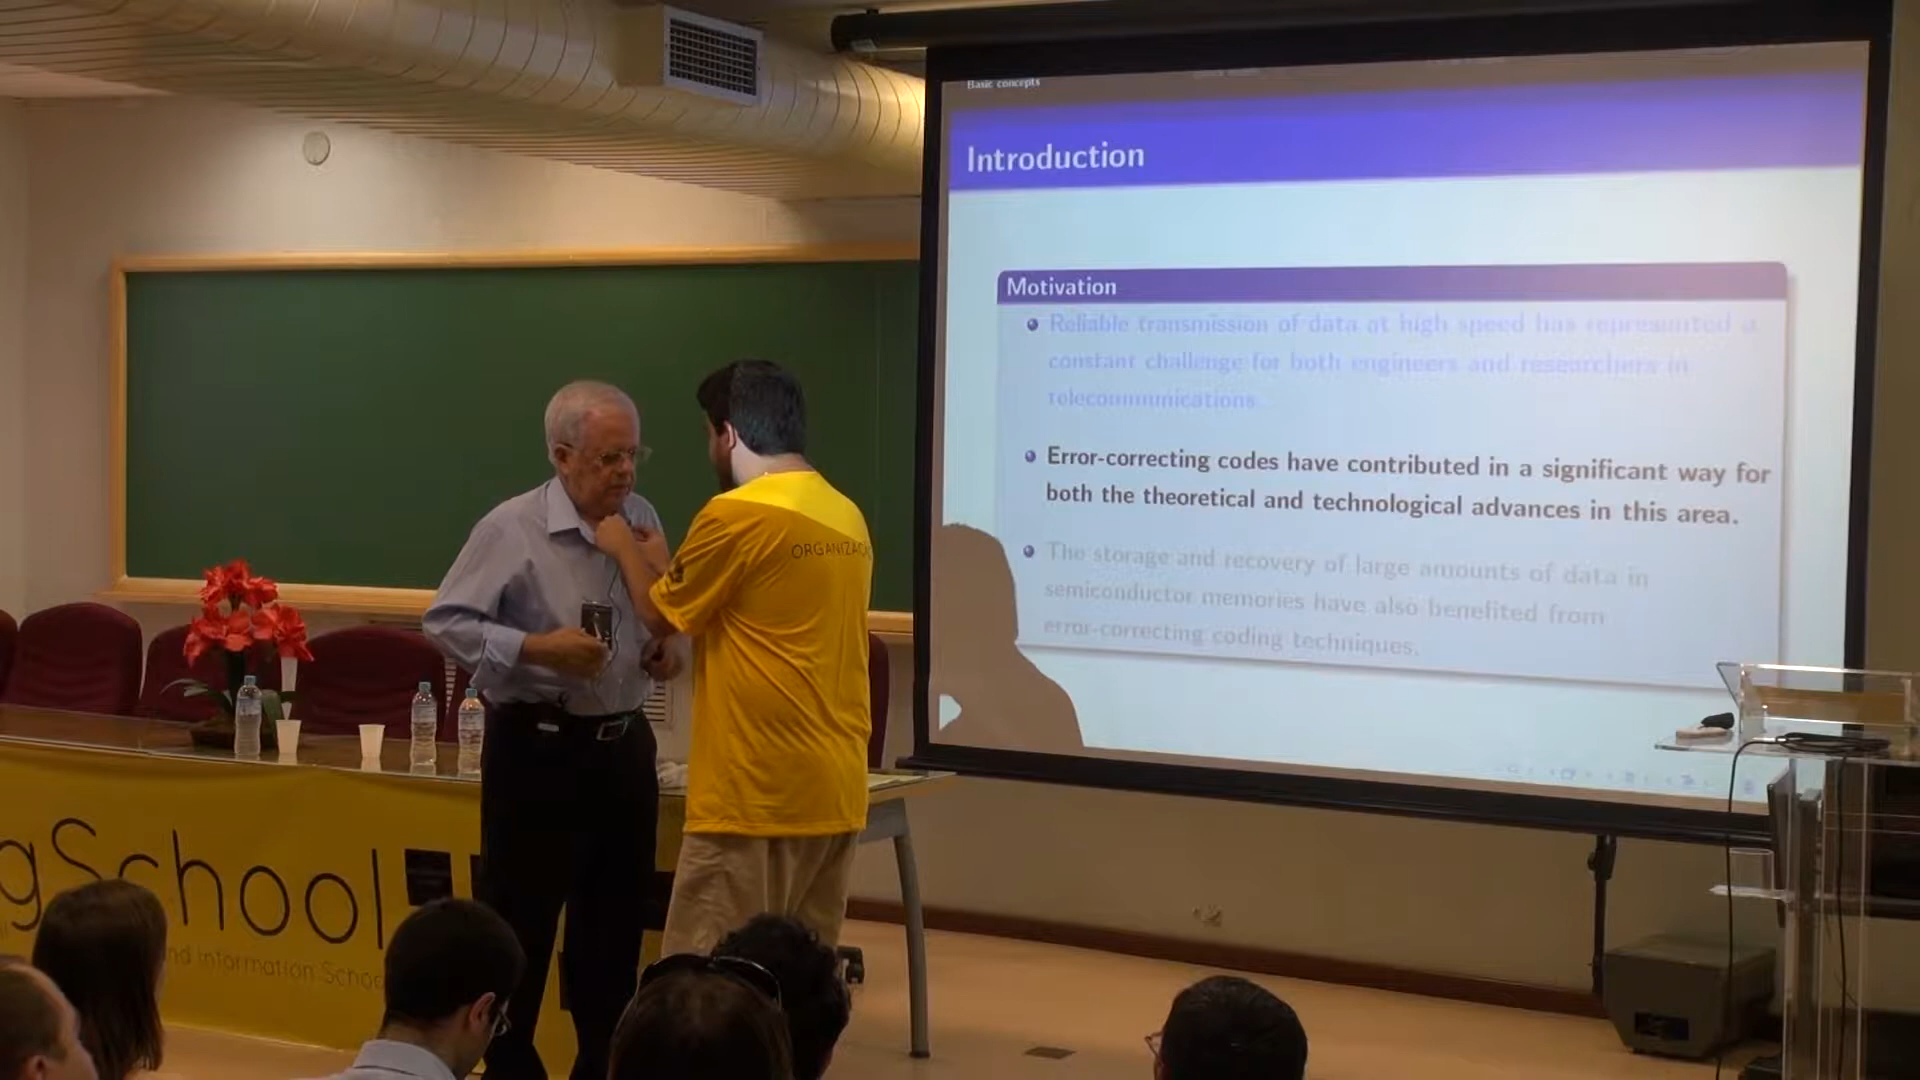 Basic concepts
Introduction
Motivation
Reliable transmission of data at high speed has represented a
constant challenge for both engineers and researchers in
telecommunications.
Error-correcting codes have contributed in a significant way for
both the theoretical and technological advances in this area.
The storage and recovery of large amounts of data in
semiconductor memories have also benefited from
error-correcting coding techniques.
ORGANIZAÇ
gSchool
nd Information Schoo